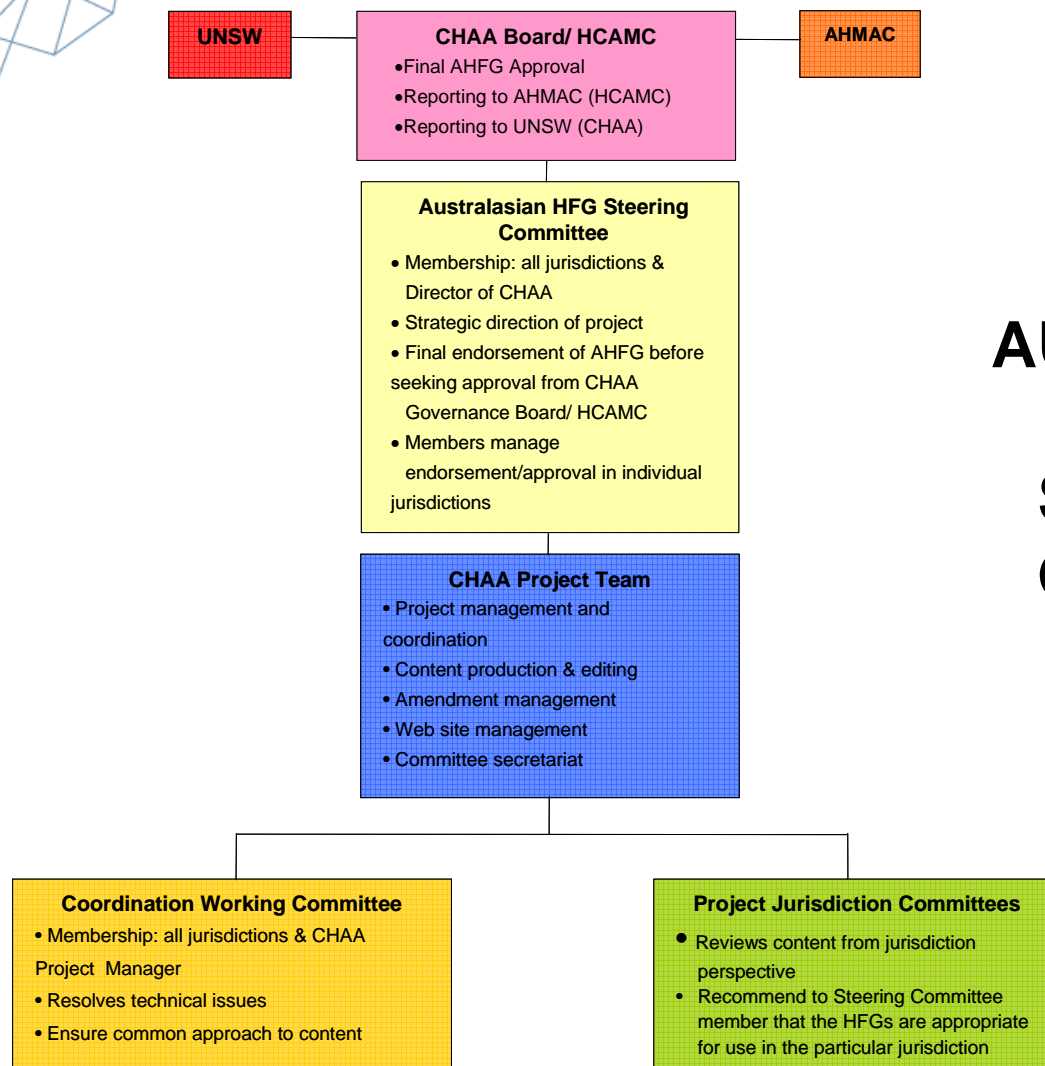 UNSW
CHAA Board/ HCAMC
•Final AHFG Approval
•Reporting to AHMAC (HCAMC)
•Reporting to UNSW (CHAA)
AHMAC
Australasian HFG Steering
Committee
• Membership: all jurisdictions &
Director of CHAA
• Strategic direction of project
• Final endorsement of AHFG before
seeking approval from CHAA
Governance Board/ HCAMC
• Members manage
endorsement/approval in individual
jurisdictions
CHAA Project Team
• Project management and
coordination
• Content production & editing
• Amendment management
• Web site management
• Committee secretariat
Coordination Working Committee
• Membership: all jurisdictions & CHAA
Project Manager
• Resolves technical issues
• Ensure common approach to content
Project Jurisdiction Committees
• Reviews content from jurisdiction
perspective
• Recommend to Steering Committee
member that the HFGs are appropriate
for use in the particular jurisdiction